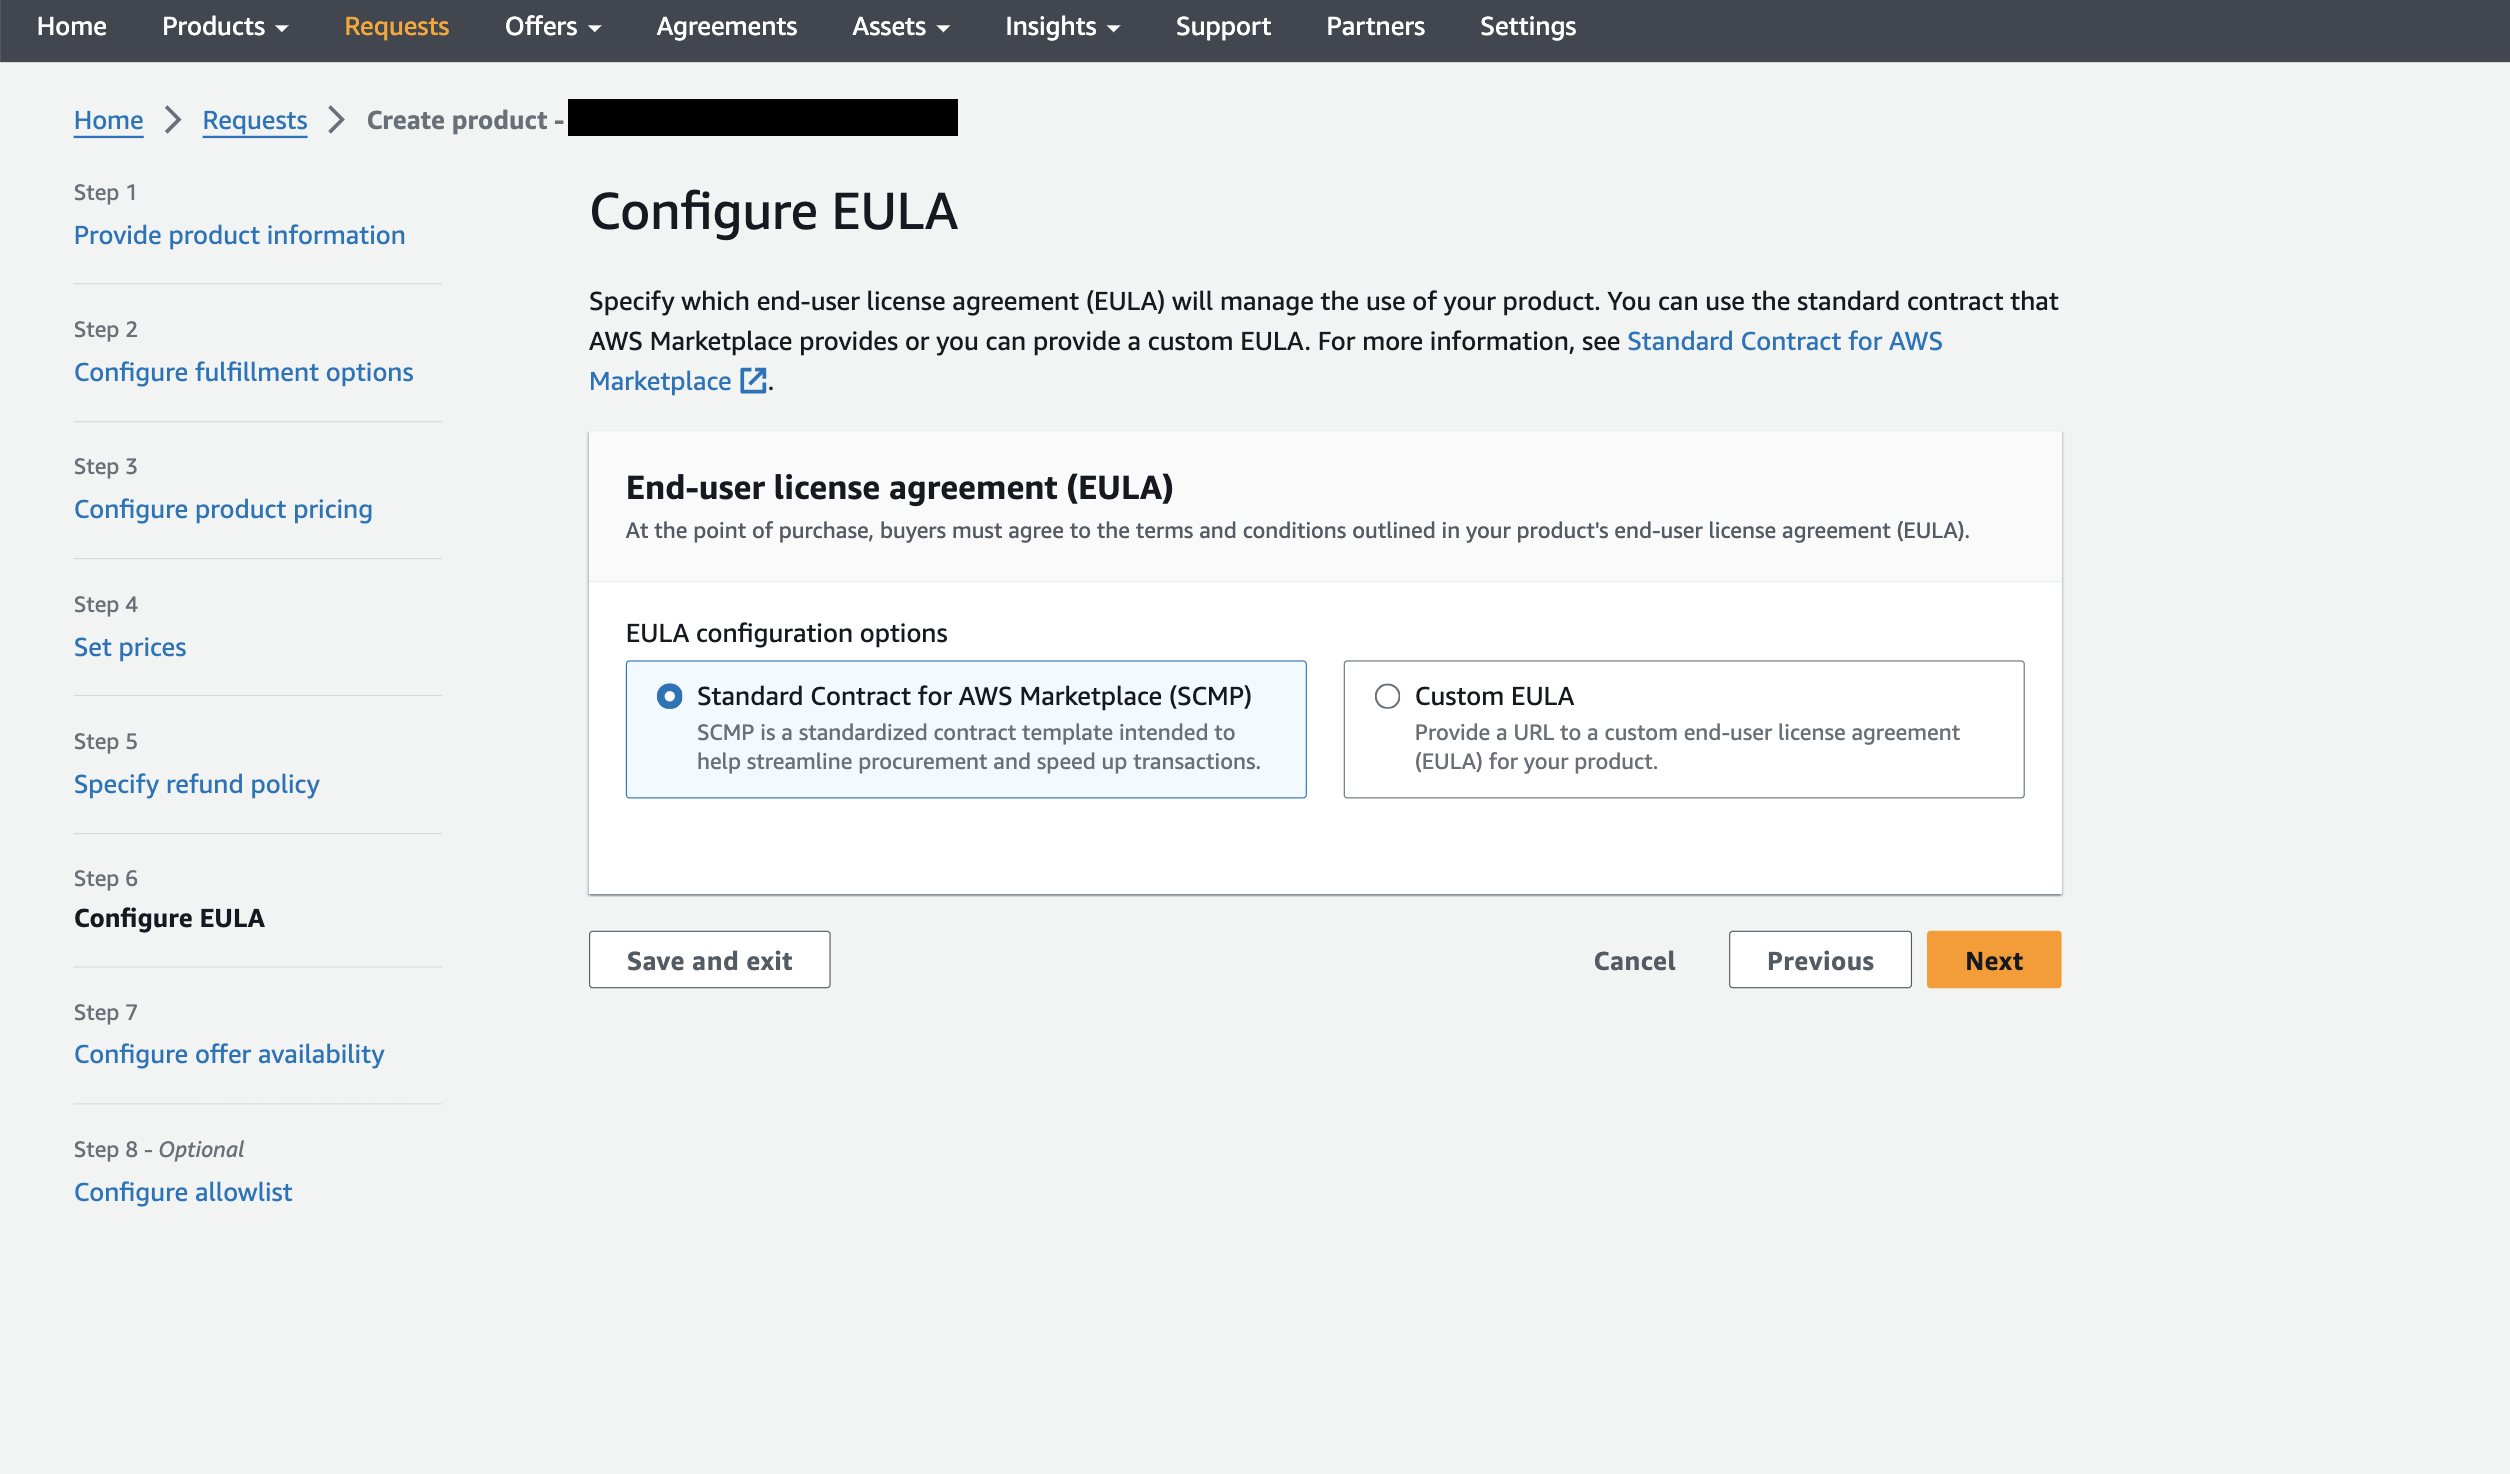 Home Products Requests Offers Agreements Assets Insights Support Partners Settings
Home Requests Create product -
Step 1
Provide product information
Step 2
Configure fulfillment options
Step 3
Configure product pricing
Step 4
Set prices
Step 5
Specify refund policy
Step 6
Configure EULA
Step 7
Configure offer availability
Step 8 - Optional
Configure allowlist
Configure EULA
Specify which end-user license agreement (EULA) will manage the use of your product. You can use the standard contract that
AWS Marketplace provides or you can provide a custom EULA. For more information, see Standard Contract for AWS
Marketplace .
End-user license agreement (EULA)
At the point of purchase, buyers must agree to the terms and conditions outlined in your product's end-user license agreement (EULA).
EULA configuration options
Standard Contract for AWS Marketplace (SCMP)
SCMP is a standardized contract template intended to
help streamline procurement and speed up transactions.
Custom EULA
Provide a URL to a custom end-user license agreement
(EULA) for your product.
Save and exit Cancel Previous Next